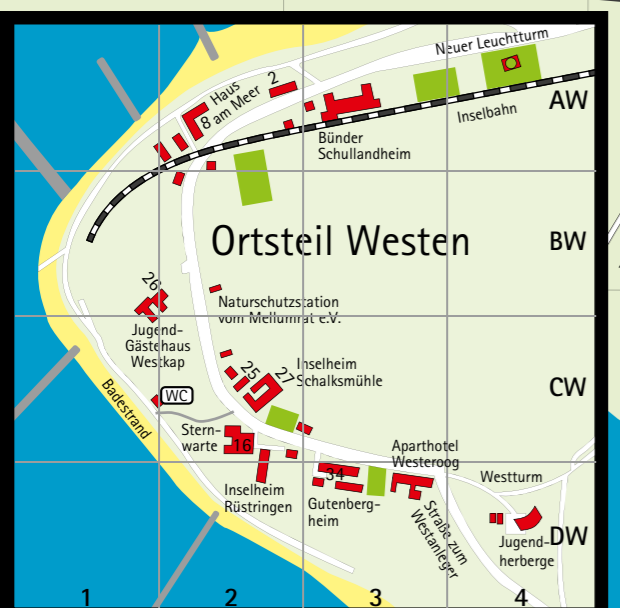 Neuer Leuchtturm
AW
Inselbahn
2
Haus
8 am Meer
Bünder
Schullandheim
Ortsteil Westen
BW
26
Naturschutzstation
vom Mellumrat e.V.
Jugend-
Gästehaus
Westkap
25
27
Inselheim
Schalksmühle
CW
WC
Badestrand
Stern-
warte
16
Aparthotel
Westeroog
34
Westturm
Inselheim
Rüstringen
Gutenberg-
heim
Straße zum
Westanleger
Jugend-
herberge
DW
1
2
3
4